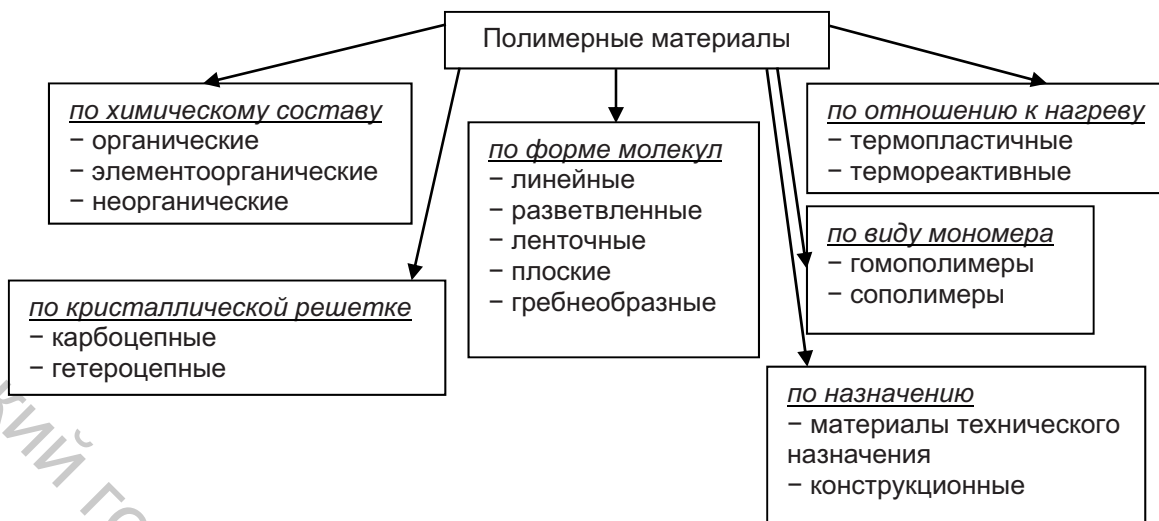 Полимерные материалы
по химическому составу
− органические
− элементоорганические
− неорганические
по форме молекул
− линейные
− разветвленные
− ленточные
− плоские
− гребнеобразные
по отношению к нагреву
− термопластичные
− термореактивные
по виду мономера
− гомополимеры
− сополимеры
по кристаллической решетке
− карбоцепные
− гетероцепные
по назначению
− материалы технического
назначения
− конструкционные